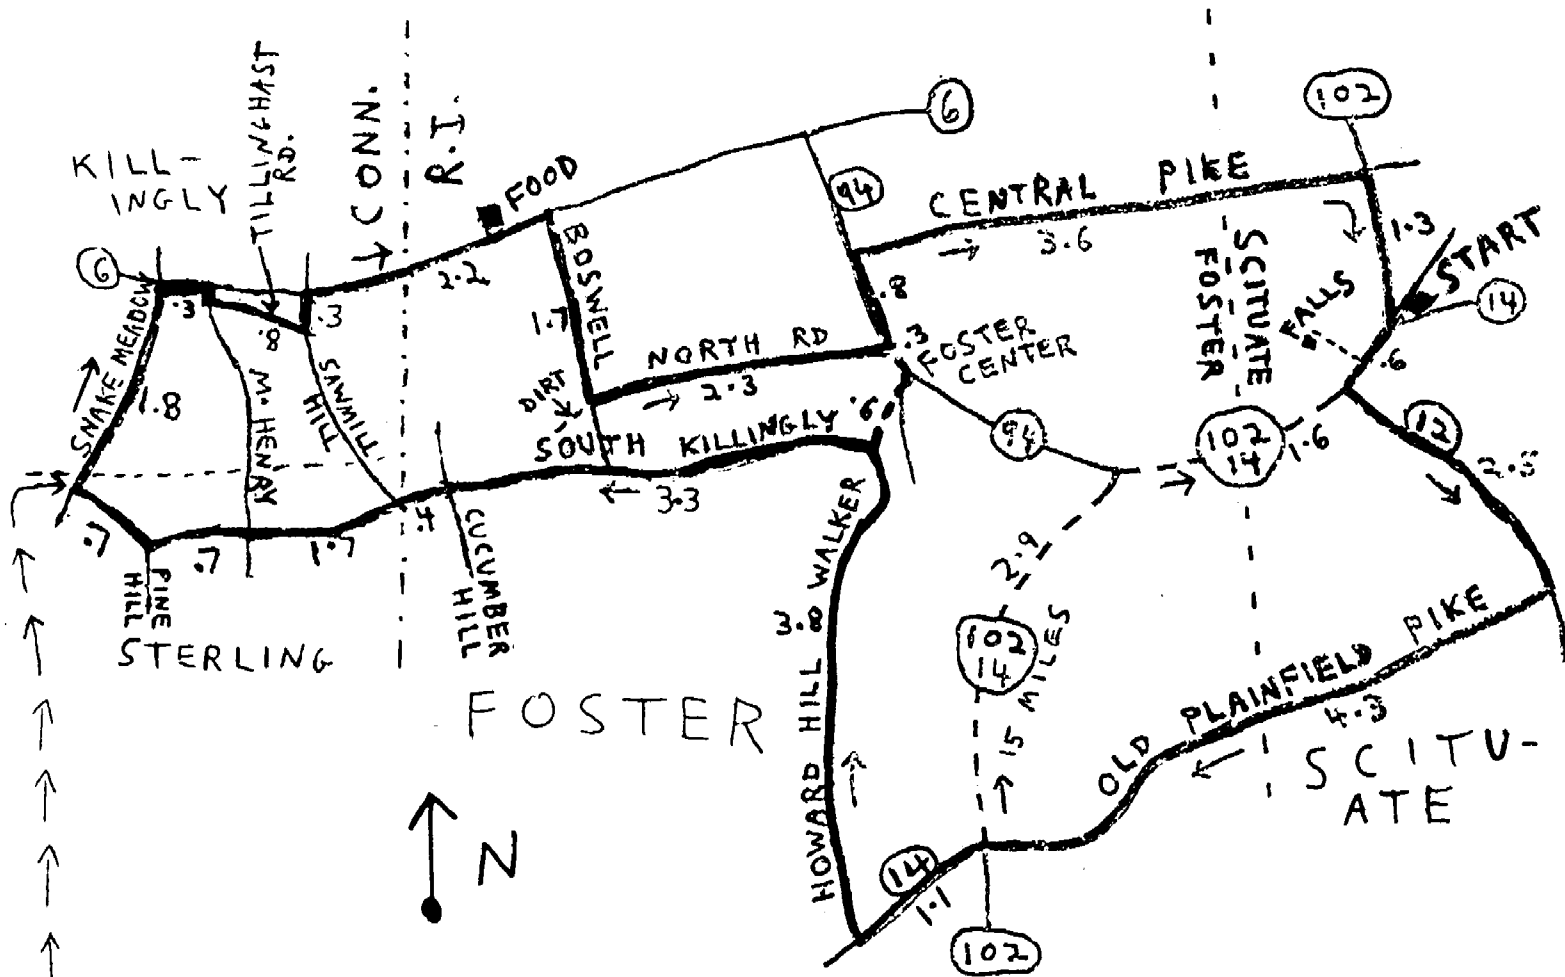 102
6
TILLINGHAST
RD.
CONN.
R.I.
KILL-
INGLY
FOOD
94
CENTRAL PIKE
3.6
1.3
START
6
.3
.8
.3
2.2
BOSWELL
1.7
.8
SCITUATE
FOSTER
FALLS
14
SNAKE MEADOW
1.8
McHENRY
HILL
NORTH RD
2.3
.3
FOSTER
CENTER
.6
DIRT
SOUTH KILLINGLY
.6
3.3
94
102
14
1.6
12
.7
.7
1.7
.4
PINE
HILL
CUCUMBER
HILL
STERLING
FOSTER
HOWARD HILL WALKER
3.8
2.9
102
14
15 MILES
OLD PLAINFIELD PIKE
4.3
SCITU-
ATE
N
14
1.1
102